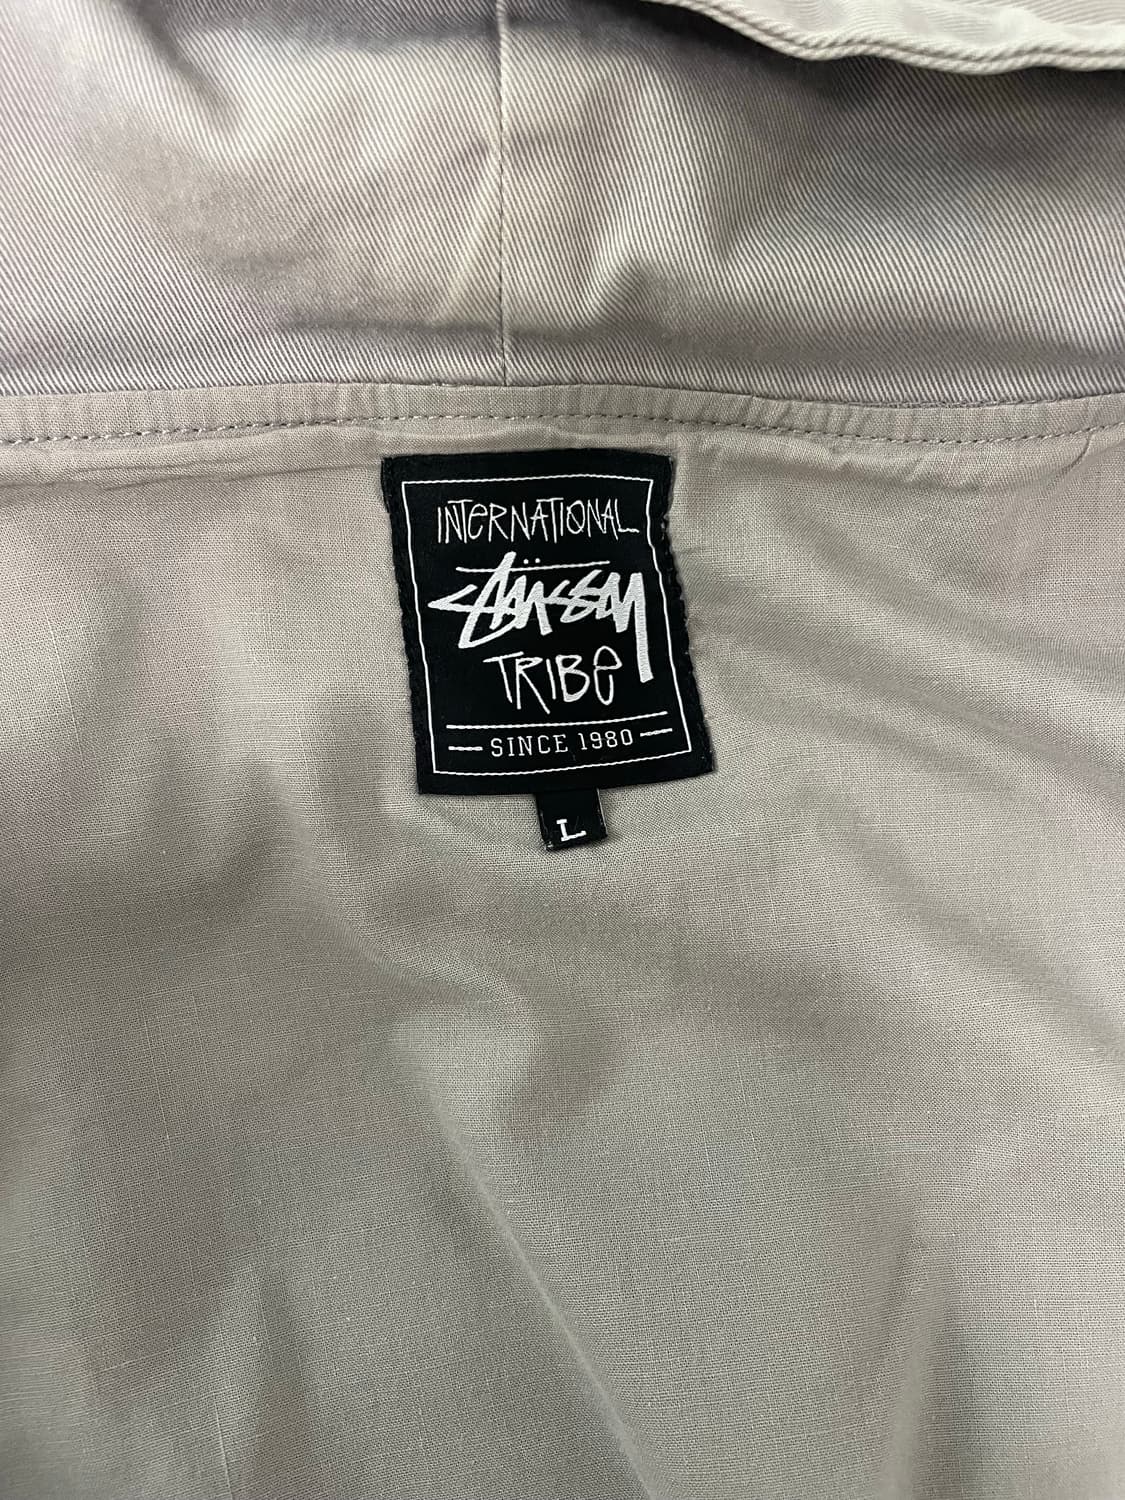 INTERNATIONAL
STÜSSY
TRIBE
SINCE 1980
L